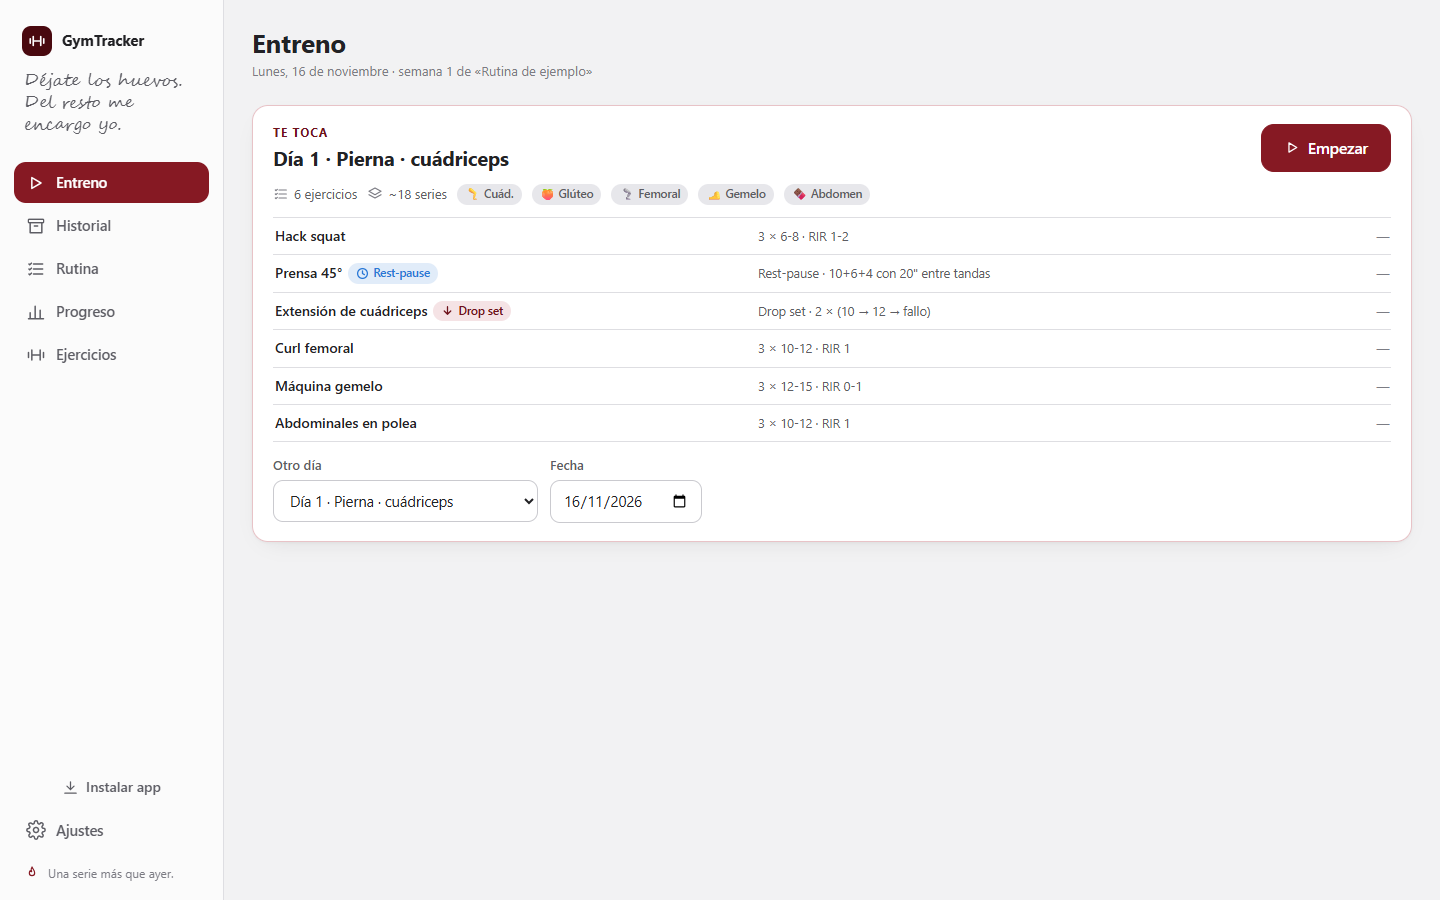 GymTracker
Déjate los huevos.
Del resto me
encargo yo.
Entreno
Historial
Rutina
Progreso
Ejercicios
Instalar app
Ajustes
Una serie más que ayer.
Entreno
Lunes, 16 de noviembre · semana 1 de «Rutina de ejemplo»
TE TOCA
Día 1 · Pierna · cuádriceps
Empezar
6 ejercicios ~18 series Cuád. Glúteo Femoral Gemelo Abdomen
Hack squat 3 × 6-8 · RIR 1-2 —
Prensa 45° Rest-pause Rest-pause · 10+6+4 con 20" entre tandas —
Extensión de cuádriceps Drop set Drop set · 2 × (10 → 12 → fallo) —
Curl femoral 3 × 10-12 · RIR 1 —
Máquina gemelo 3 × 12-15 · RIR 0-1 —
Abdominales en polea 3 × 10-12 · RIR 1 —
Otro día Fecha
Día 1 · Pierna · cuádriceps 16/11/2026